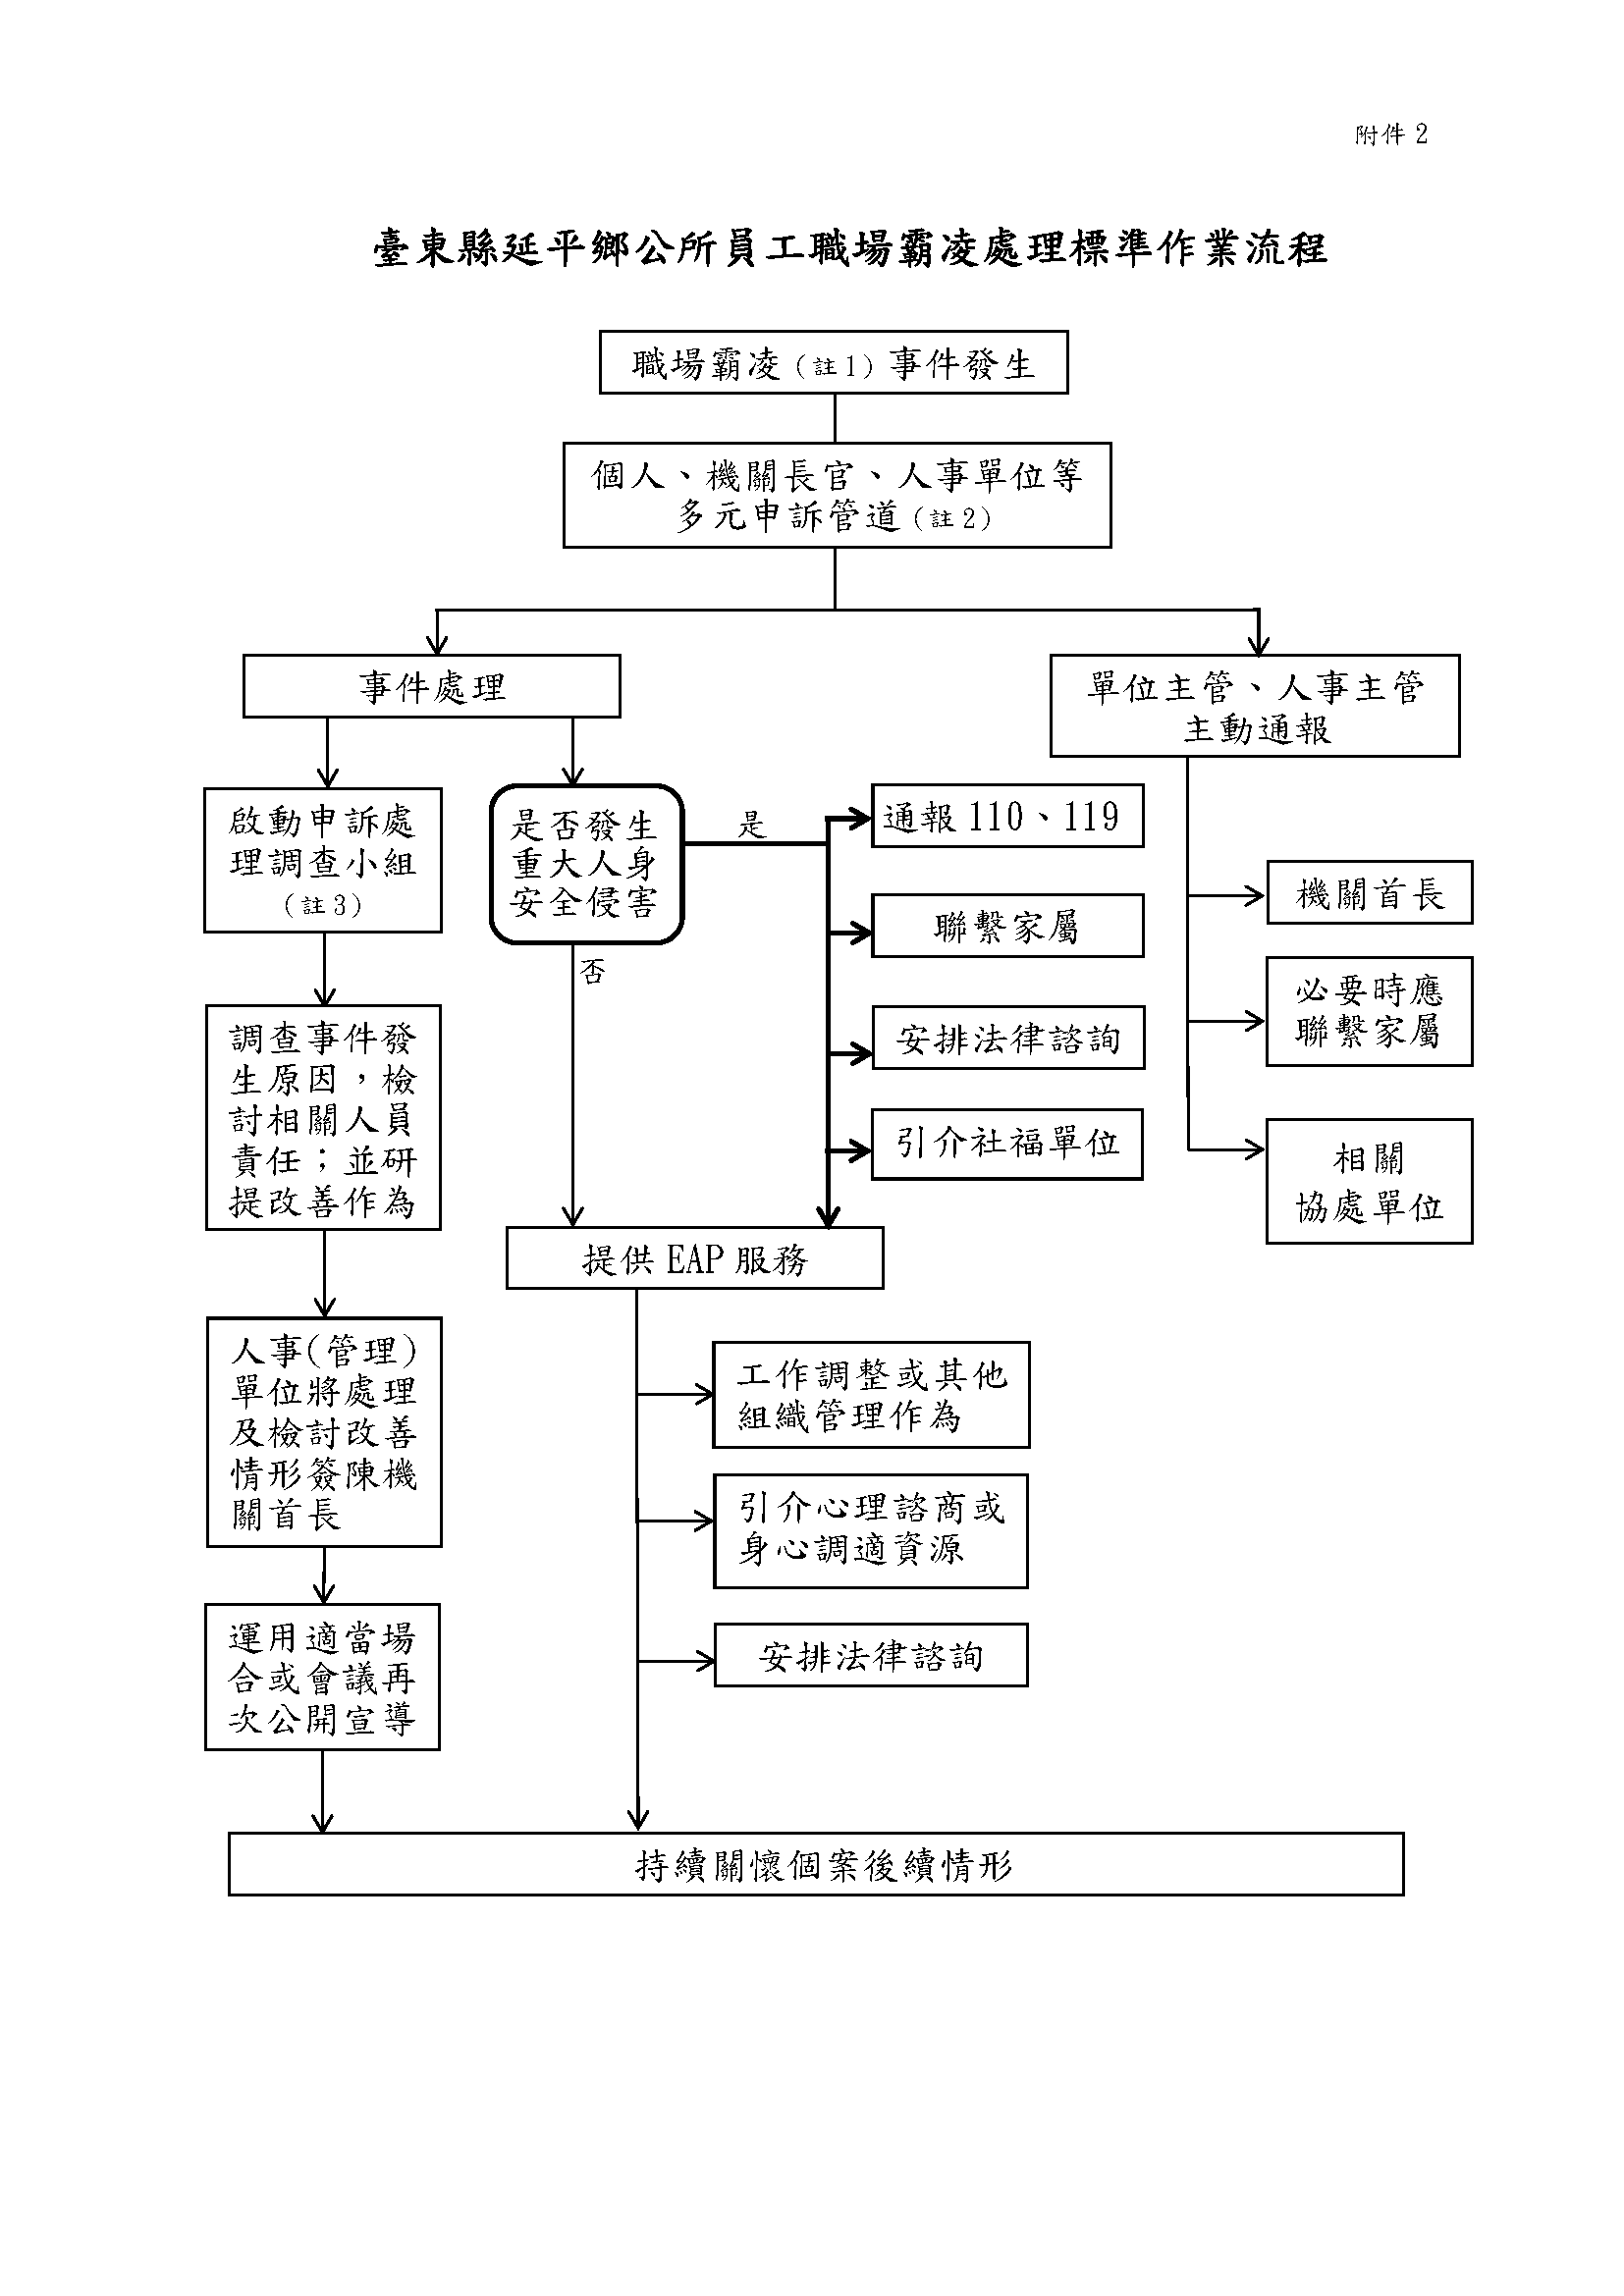 附件 2
臺東縣延平鄉公所員工職場霸凌處理標準作業流程
職場霸凌（註1）事件發生
個人、機關長官、人事單位等
多元申訴管道（註2）
事件處理
單位主管、人事主管
主動通報
啟動申訴處
理調查小組
（註3）
是否發生
重大人身
安全侵害
是
否
通報 110、119
聯繫家屬
安排法律諮詢
引介社福單位
機關首長
必要時應
聯繫家屬
相關
協處單位
調查事件發
生原因，檢
討相關人員
責任；並研
提改善作為
提供 EAP 服務
人事(管理)
單位將處理
及檢討改善
情形簽陳機
關首長
工作調整或其他
組織管理作為
引介心理諮商或
身心調適資源
安排法律諮詢
運用適當場
合或會議再
次公開宣導
持續關懷個案後續情形